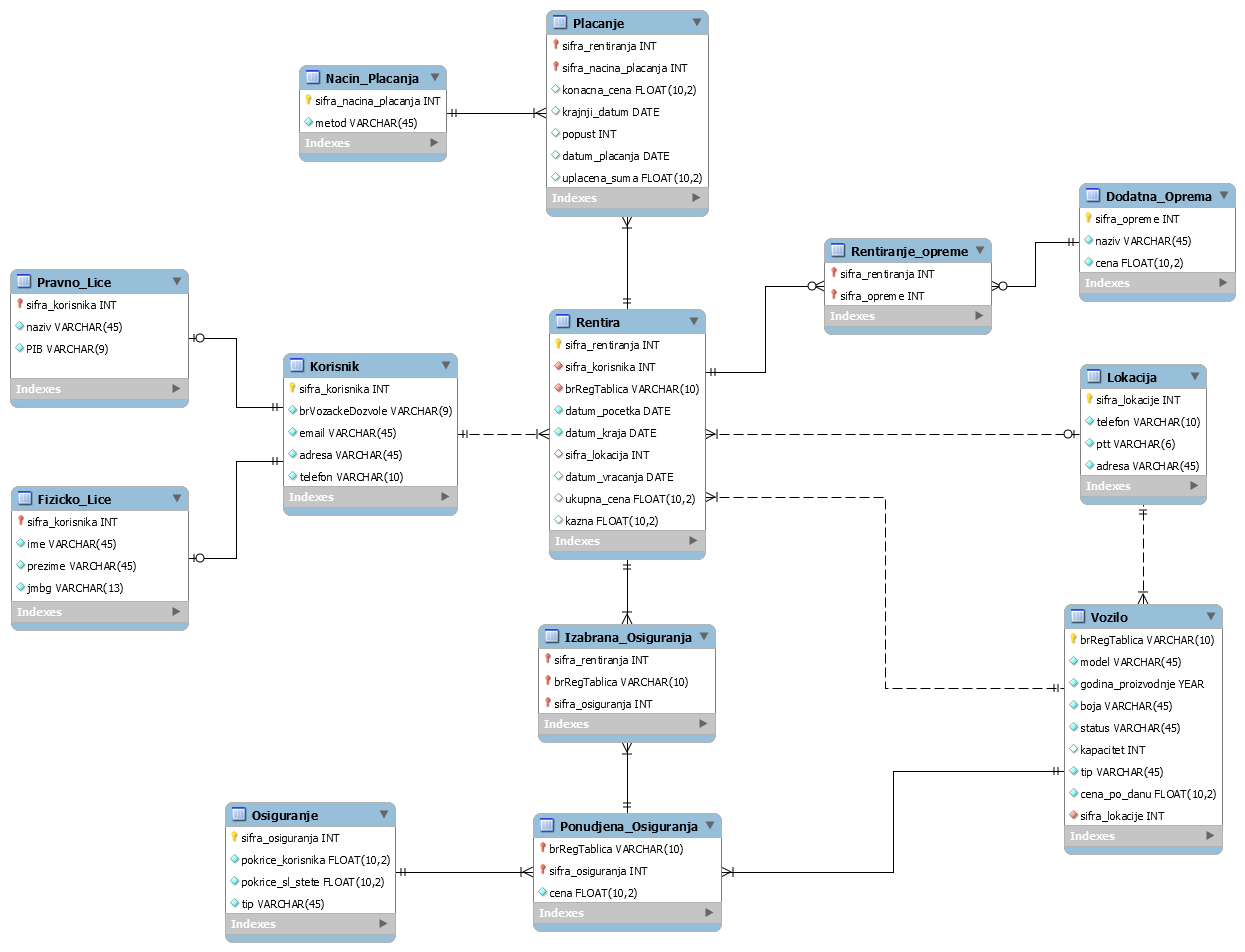 Placanje
sifra_rentiranja INT
sifra_nacina_placanja INT
konacna_cena FLOAT(10,2)
krajnji_datum DATE
popust INT
datum_placanja DATE
uplacena_suma FLOAT(10,2)
Indexes
Nacin_Placanja
sifra_nacina_placanja INT
metod VARCHAR(45)
Indexes
Dodatna_Oprema
sifra_opreme INT
naziv VARCHAR(45)
cena FLOAT(10,2)
Indexes
Rentiranje_opreme
sifra_rentiranja INT
sifra_opreme INT
Indexes
Pravno_Lice
sifra_korisnika INT
naziv VARCHAR(45)
PIB VARCHAR(9)
Indexes
Korisnik
sifra_korisnika INT
brVozackeDozvole VARCHAR(9)
email VARCHAR(45)
adresa VARCHAR(45)
telefon VARCHAR(10)
Indexes
Rentira
sifra_rentiranja INT
sifra_korisnika INT
brRegTablica VARCHAR(10)
datum_pocetka DATE
datum_kraja DATE
sifra_lokacija INT
datum_vracanja DATE
ukupna_cena FLOAT(10,2)
kazna FLOAT(10,2)
Indexes
Lokacija
sifra_lokacije INT
telefon VARCHAR(10)
ptt VARCHAR(6)
adresa VARCHAR(45)
Indexes
Fizicko_Lice
sifra_korisnika INT
ime VARCHAR(45)
prezime VARCHAR(45)
jmbg VARCHAR(13)
Indexes
Izabrana_Osiguranja
sifra_rentiranja INT
brRegTablica VARCHAR(10)
sifra_osiguranja INT
Indexes
Vozilo
brRegTablica VARCHAR(10)
model VARCHAR(45)
godina_proizvodnje YEAR
boja VARCHAR(45)
status VARCHAR(45)
kapacitet INT
tip VARCHAR(45)
cena_po_danu FLOAT(10,2)
sifra_lokacije INT
Indexes
Osiguranje
sifra_osiguranja INT
pokrice_korisnika FLOAT(10,2)
pokrice_sl_stete FLOAT(10,2)
tip VARCHAR(45)
Indexes
Ponudjena_Osiguranja
brRegTablica VARCHAR(10)
sifra_osiguranja INT
cena FLOAT(10,2)
Indexes